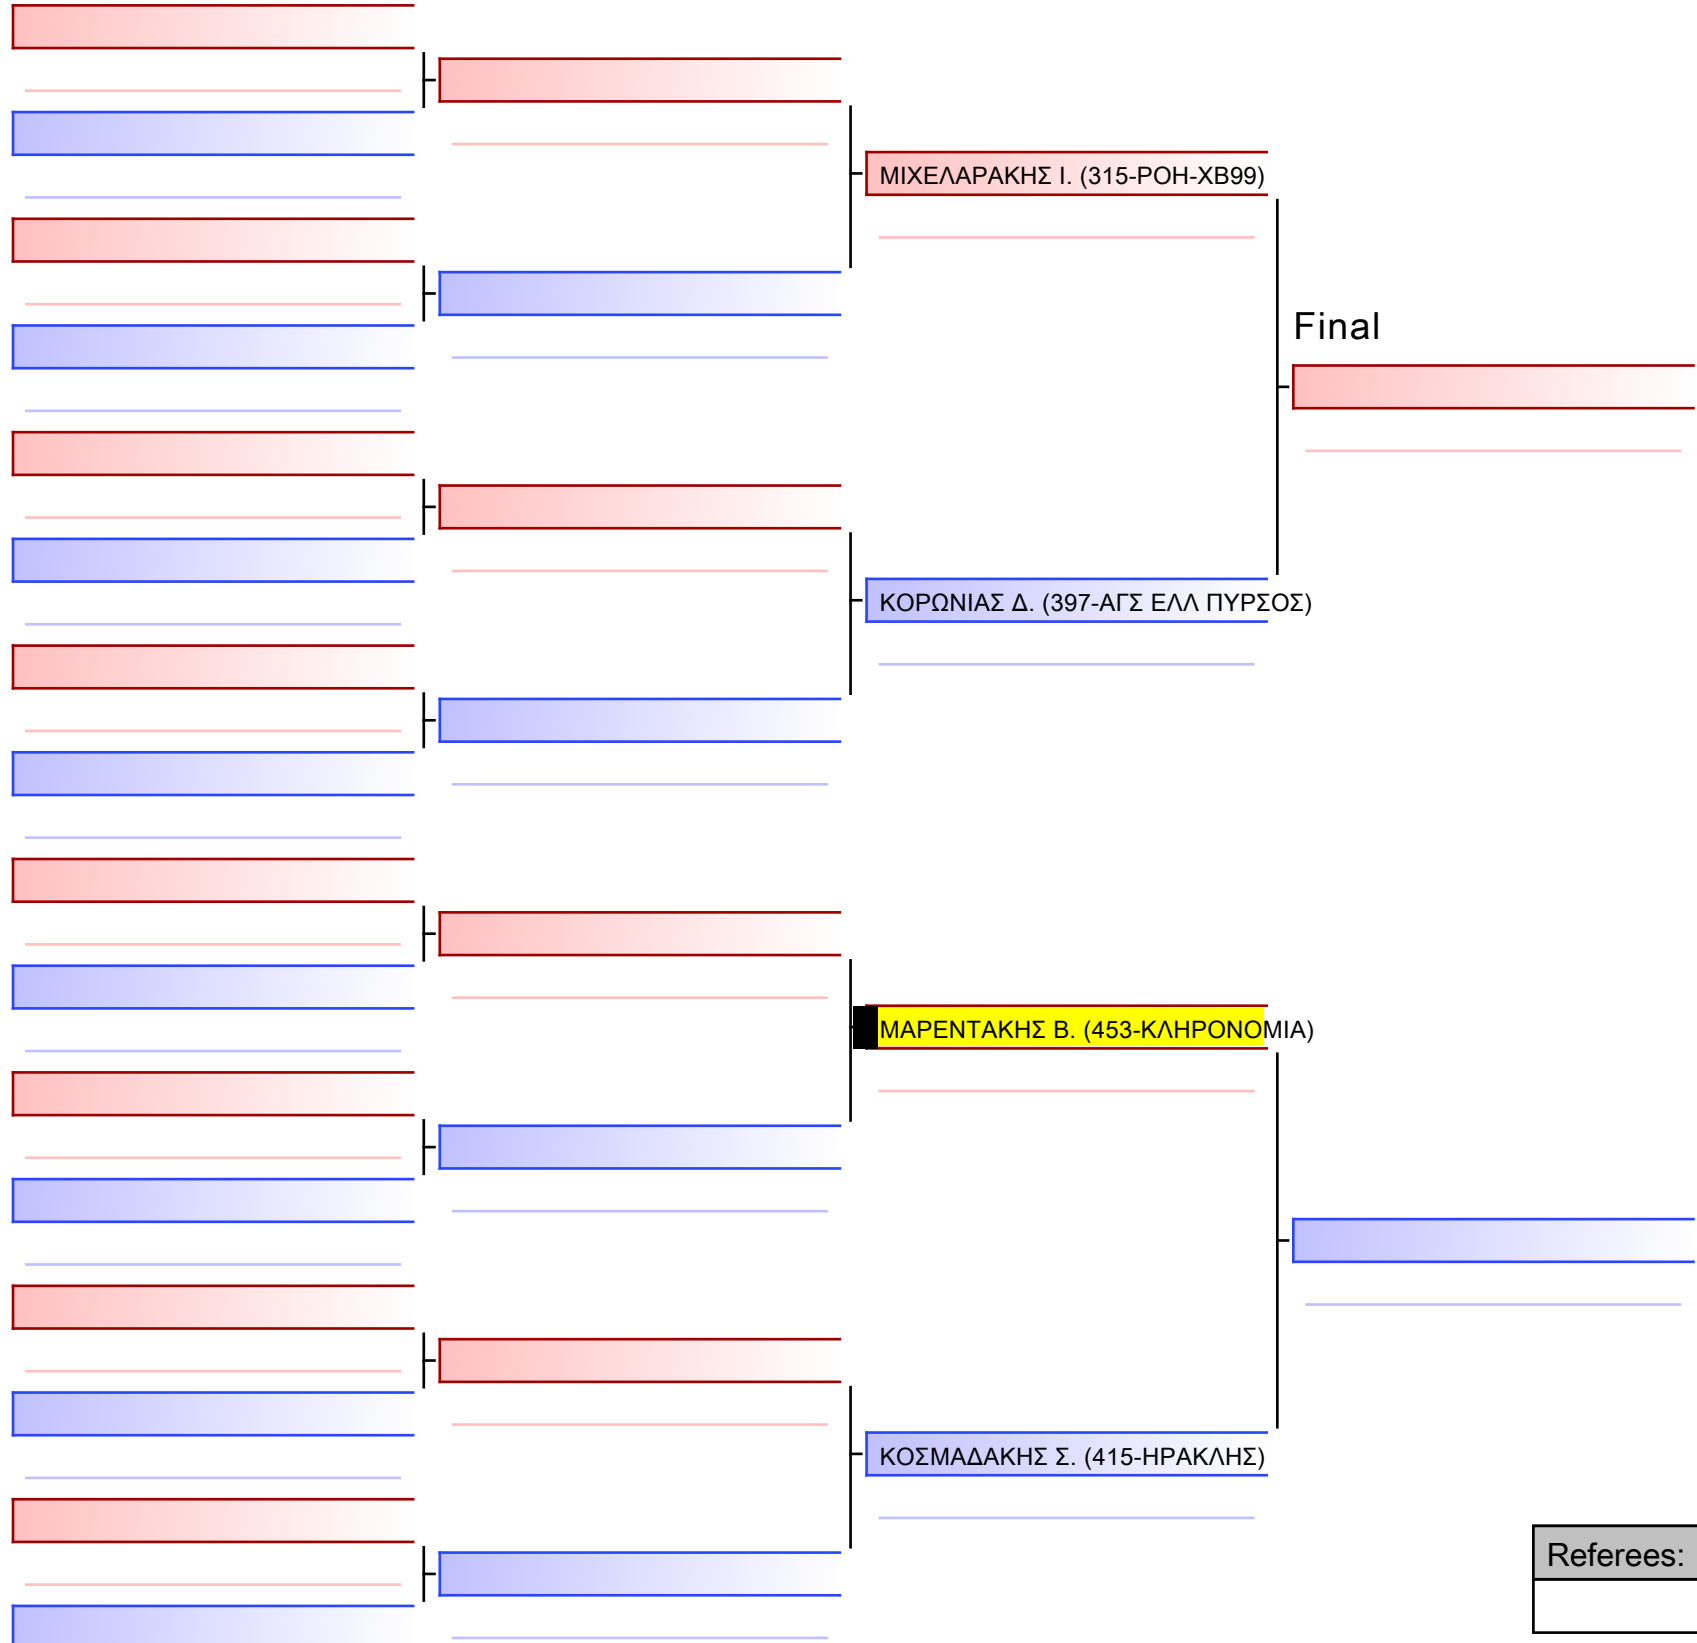 ΜΙΧΕΛΑΡΑΚΗΣ Ι. (315-ΡΟΗ-ΧΒ99)
Final
ΚΟΡΩΝΙΑΣ Δ. (397-ΑΓΣ ΕΛΛ ΠΥΡΣΟΣ)
ΜΑΡΕΝΤΑΚΗΣ Β. (453-ΚΛΗΡΟΝΟΜΙΑ)
ΚΟΣΜΑΔΑΚΗΣ Σ. (415-ΗΡΑΚΛΗΣ)
Referees: